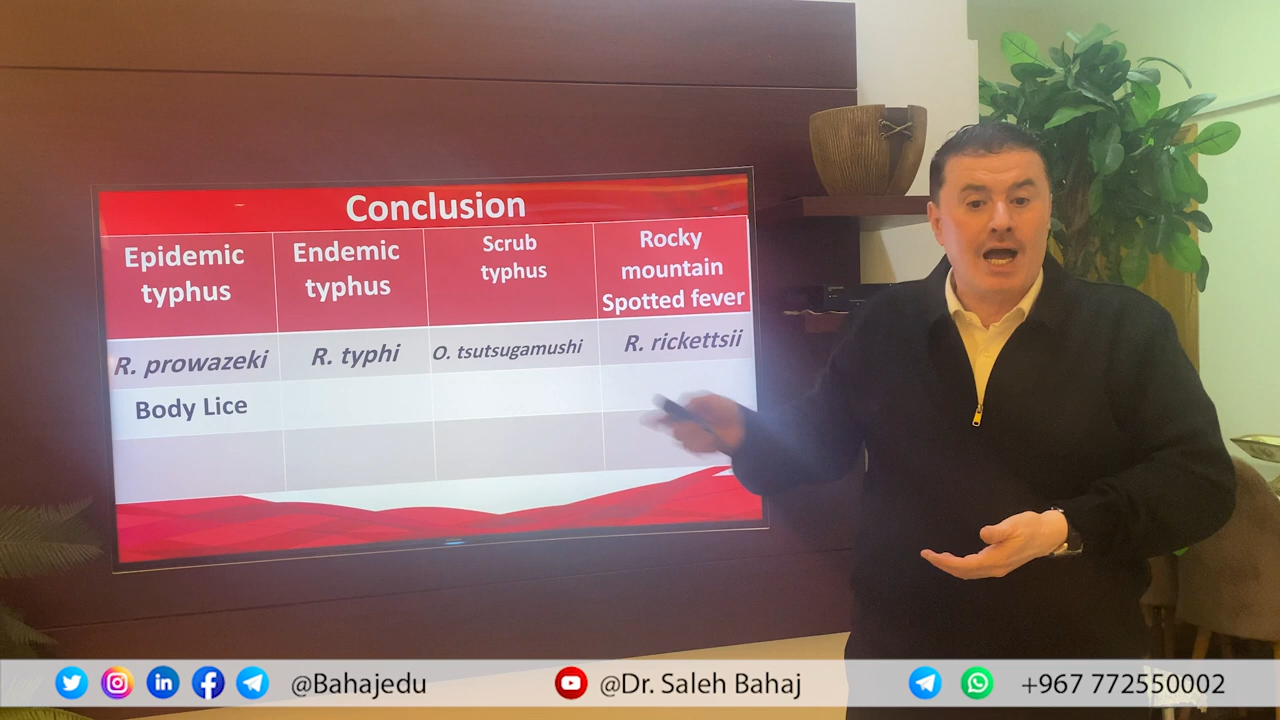 Conclusion
Epidemic
typhus
Endemic
typhus
Scrub
typhus
Rocky
mountain
Spotted fever
R. prowazeki
R. typhi
O. tsutsugamushi
R. rickettsii
Body Lice
@Bahajedu
@Dr. Saleh Bahaj
+967 772550002